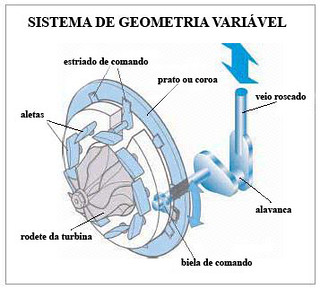 SISTEMA DE GEOMETRIA VARIÁVEL
estriado de comando
prato ou coroa
aletas
veio roscado
alavanca
rodete da turbina
biela de comando